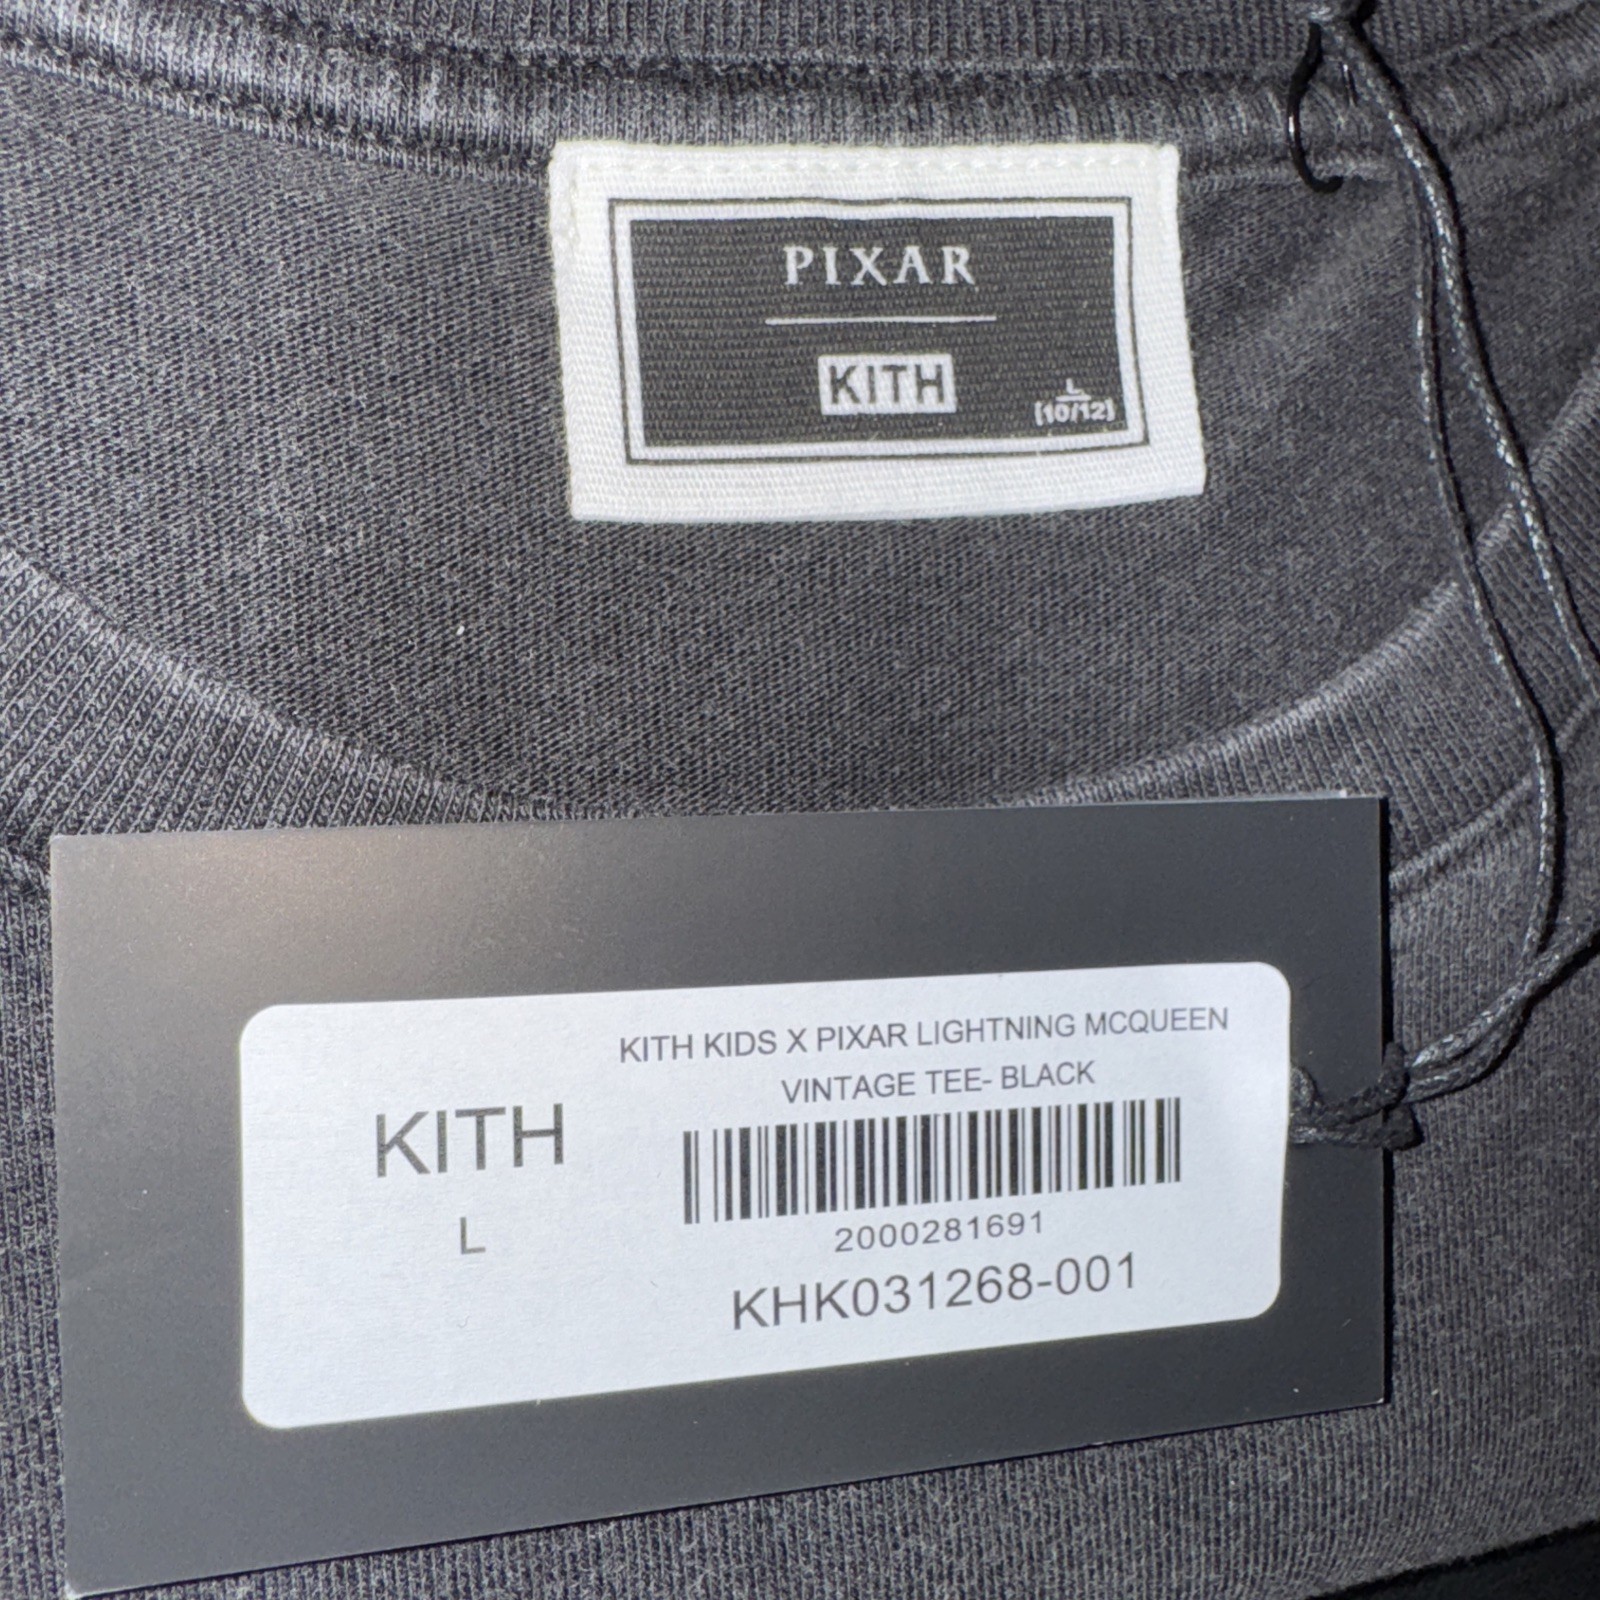 PIXAR
KITH
L
(10/12)
KITH KIDS X PIXAR LIGHTNING MCQUEEN
VINTAGE TEE- BLACK
KITH
L
2000281691
KHK031268-001